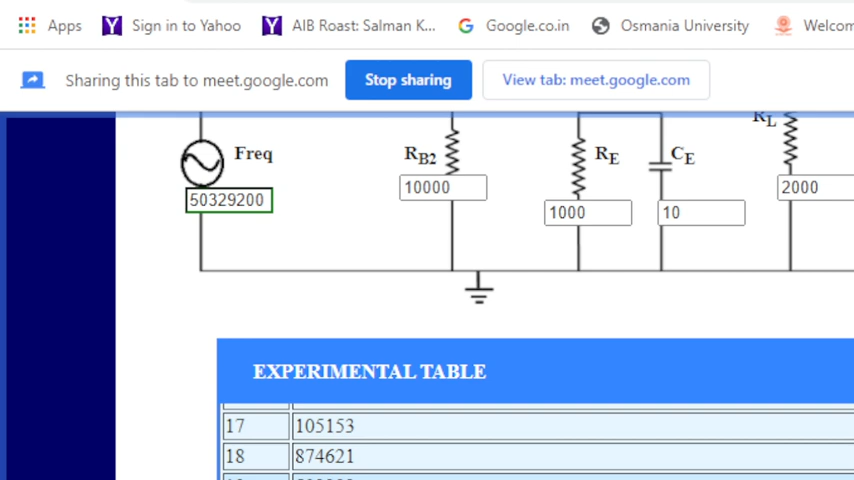 Apps Sign in to Yahoo AIB Roast: Salman K... Google.co.in Osmania University Welcom
Sharing this tab to meet.google.com Stop sharing View tab: meet.google.com
RL
Freq RB2 RE CE
50329200 10000 2000
1000 10
EXPERIMENTAL TABLE
17 105153
18 874621